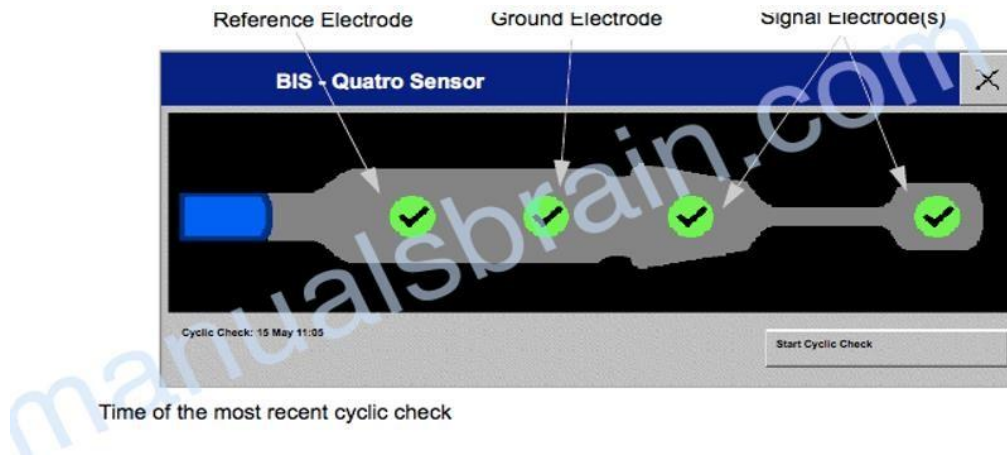 Reference Electrode
Ground Electrode
Signal Electrode(s)
BIS - Quatro Sensor
Cyclic Check: 15 May 11:05
Start Cyclic Check
Time of the most recent cyclic check
manualsbrain.com